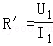 R′ = U₁/I₁